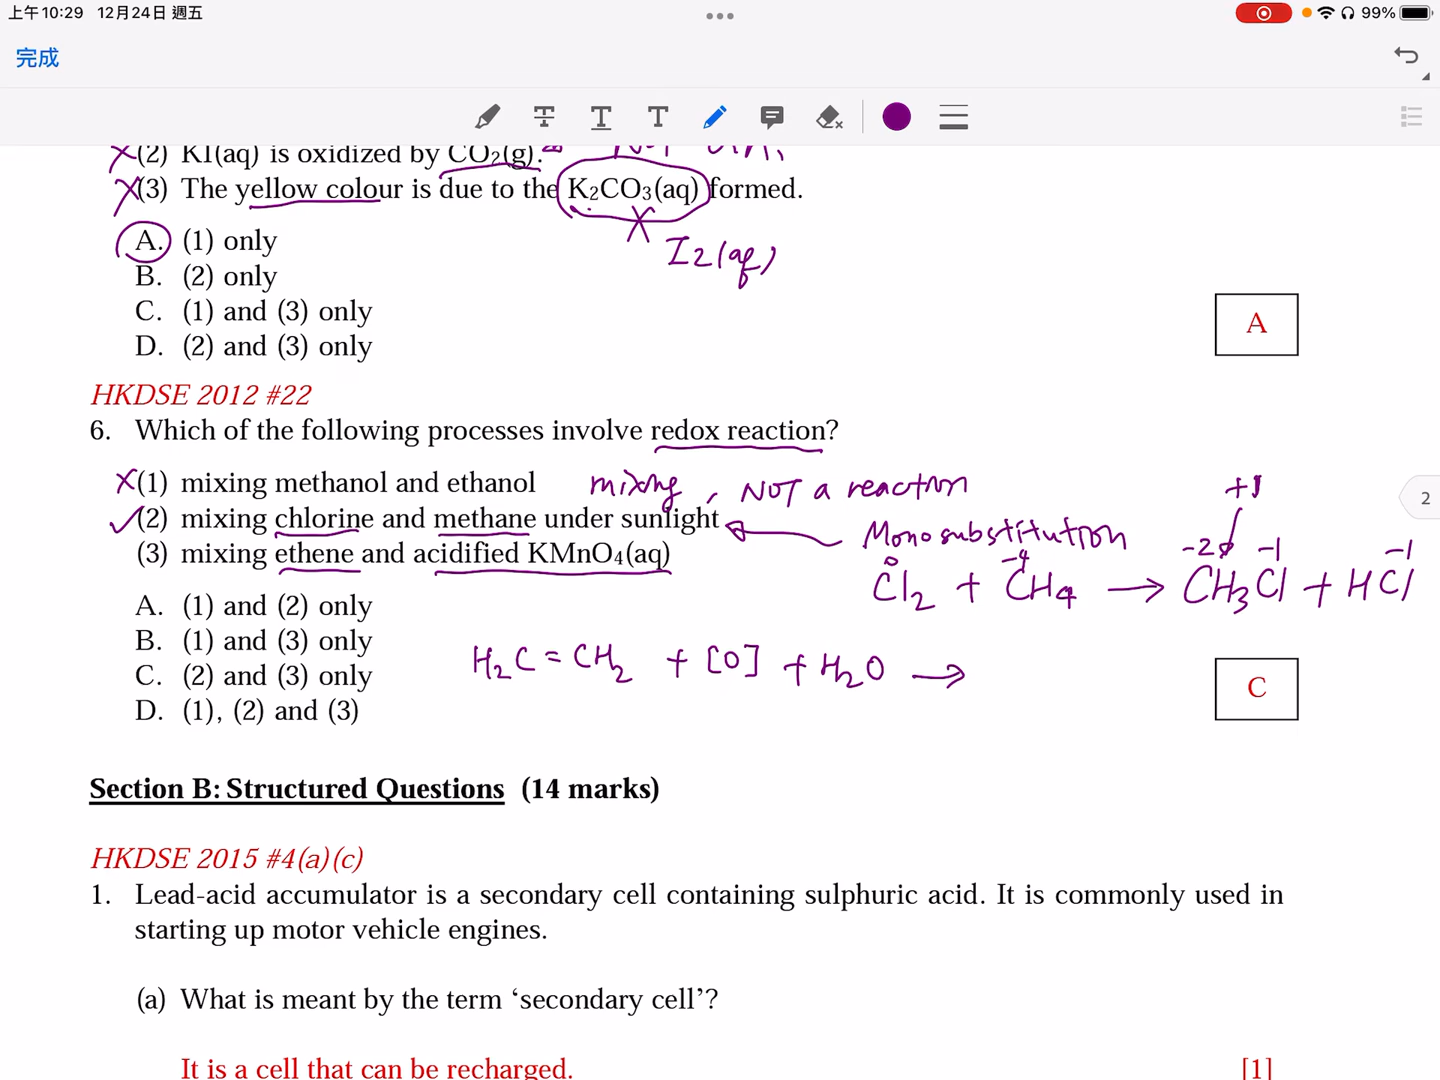 上午10:29 12月24日 週五
99%
完成
X(2) KI(aq) is oxidized by CO₂(g).
X(3) The yellow colour is due to the K₂CO₃(aq) formed.
X
I2(aq)
A. (1) only
B. (2) only
C. (1) and (3) only
D. (2) and (3) only
A
HKDSE 2012 #22
6. Which of the following processes involve redox reaction?
X(1) mixing methanol and ethanol mixing, NOT a reaction
✓(2) mixing chlorine and methane under sunlight
Monosubstitution
(3) mixing ethene and acidified KMnO₄(aq)
+1
0 -4 -2 -1 -1
Cl2 + CH4 → CH3Cl + HCl
2
A. (1) and (2) only
B. (1) and (3) only
C. (2) and (3) only
D. (1), (2) and (3)
H2C=CH2 + [O] + H2O →
C
Section B: Structured Questions (14 marks)
HKDSE 2015 #4(a)(c)
1. Lead-acid accumulator is a secondary cell containing sulphuric acid. It is commonly used in
starting up motor vehicle engines.
(a) What is meant by the term ‘secondary cell’?
It is a cell that can be recharged. [1]